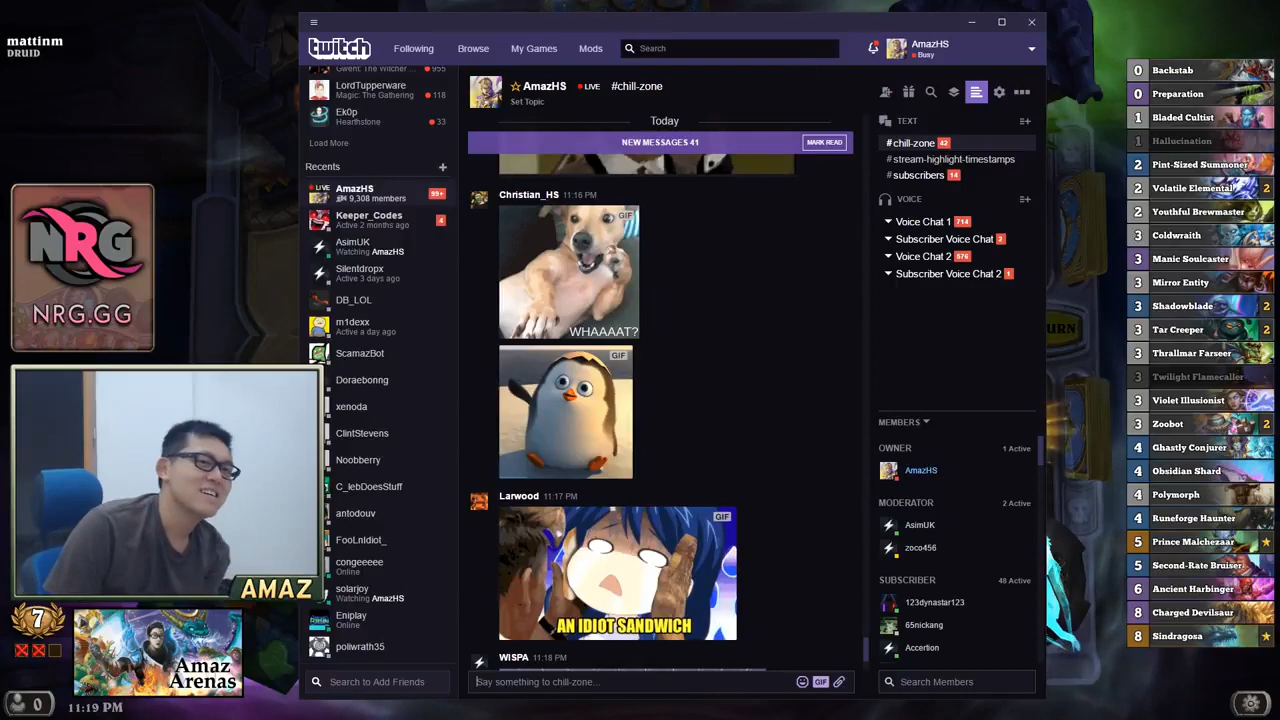 mattinm
DRUID
NRG
NRG.GG
AMAZ
7
Amaz
Arenas
0
11:19 PM
twitch
Following
Browse
My Games
Mods
Search
AmazHS
Busy
Gwent: The Witcher ...
955
LordTupperware
Magic: The Gathering
118
Ek0p
Hearthstone
33
Load More
Recents
LIVE
AmazHS
9,308 members
99+
Keeper_Codes
Active 2 months ago
4
AsimUK
Watching AmazHS
Silentdropx
Active 3 days ago
DB_LOL
m1dexx
Active a day ago
ScamazBot
Doraebonng
xenoda
ClintStevens
Noobberry
C_lebDoesStuff
antodouv
FooLnIdiot_
congeeeee
Online
solarjoy
Watching AmazHS
Eniplay
Online
poliwrath35
Search to Add Friends
AmazHS
LIVE
#chill-zone
Set Topic
Today
NEW MESSAGES 41
MARK READ
Christian_HS 11:16 PM
GIF
WHAAAAT?
GIF
Larwood 11:17 PM
GIF
AN IDIOT SANDWICH
WISPA 11:18 PM
Say something to chill-zone...
GIF
TEXT
#chill-zone 42
#stream-highlight-timestamps
#subscribers 14
VOICE
Voice Chat 1 714
Subscriber Voice Chat 2
Voice Chat 2 576
Subscriber Voice Chat 2 1
MEMBERS
OWNER
1 Active
AmazHS
MODERATOR
2 Active
AsimUK
zoco456
SUBSCRIBER
48 Active
123dynastar123
65nickang
Accertion
Search Members
URN
0 Backstab
0 Preparation
1 Bladed Cultist
1 Hallucination
2 Pint-Sized Summoner
2 Volatile Elemental 2
2 Youthful Brewmaster
3 Coldwraith
3 Manic Soulcaster
3 Mirror Entity
3 Shadowblade 2
3 Tar Creeper 2
3 Thrallmar Farseer
3 Twilight Flamecaller
3 Violet Illusionist
3 Zoobot 2
4 Ghastly Conjurer
4 Obsidian Shard
4 Polymorph
4 Runeforge Haunter
5 Prince Malchezaar
5 Second-Rate Bruiser
6 Ancient Harbinger
8 Charged Devilsaur
8 Sindragosa